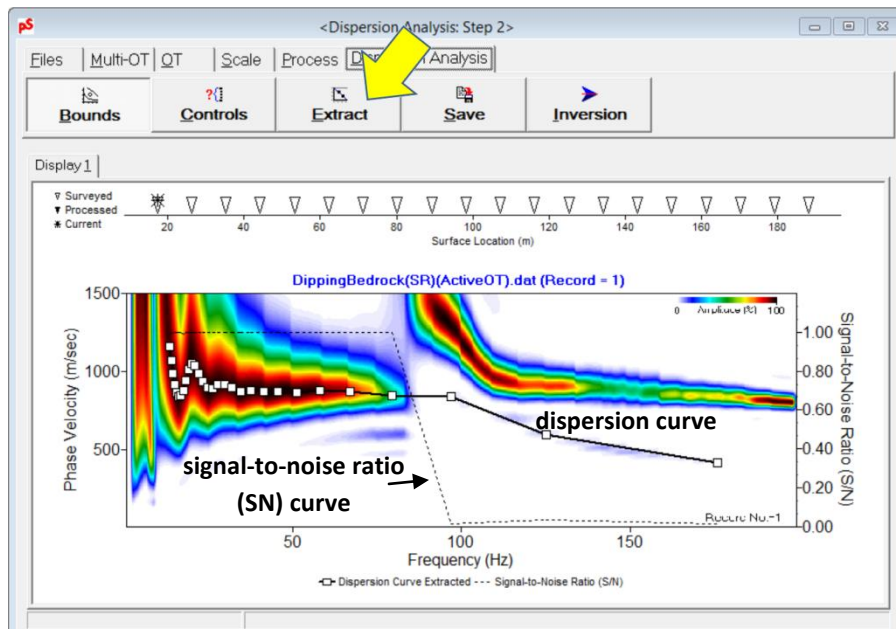 pS <Dispersion Analysis: Step 2>
Files Multi-OT OT Scale Process Analysis
Bounds Controls Extract Save Inversion
Display 1
Surveyed
Processed
Current
20 40 60 80 100 120 140 160 180
Surface Location (m)
DippingBedrock(SR)(ActiveOT).dat (Record = 1)
0 Amplitude [%] 100
1500
1000
500
Phase Velocity (m/sec)
1.00
0.80
0.60
0.40
0.20
0.00
Signal-to-Noise Ratio (S/N)
dispersion curve
signal-to-noise ratio
(SN) curve
Record No.=1
50 100 150
Frequency (Hz)
Dispersion Curve Extracted Signal-to-Noise Ratio (S/N)